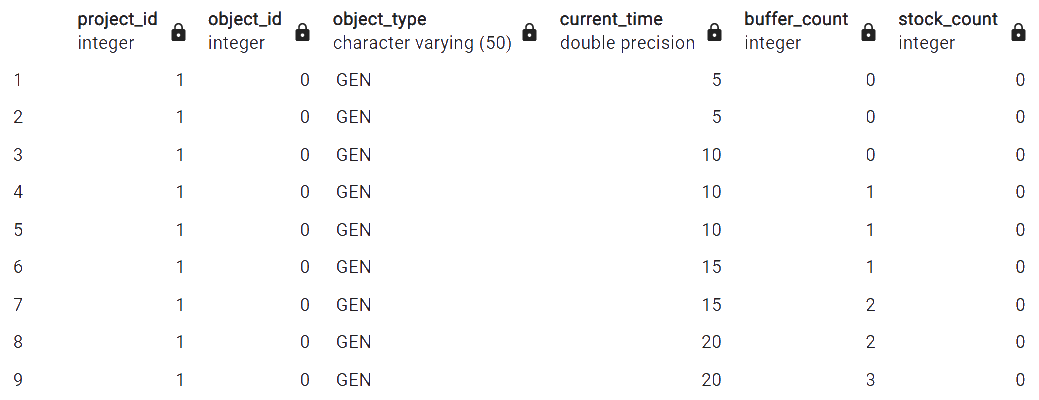 project_id object_id object_type current_time buffer_count stock_count
integer integer character varying (50) double precision integer integer
1 1 0 GEN 5 0 0
2 1 0 GEN 5 0 0
3 1 0 GEN 10 0 0
4 1 0 GEN 10 1 0
5 1 0 GEN 10 1 0
6 1 0 GEN 15 1 0
7 1 0 GEN 15 2 0
8 1 0 GEN 20 2 0
9 1 0 GEN 20 3 0